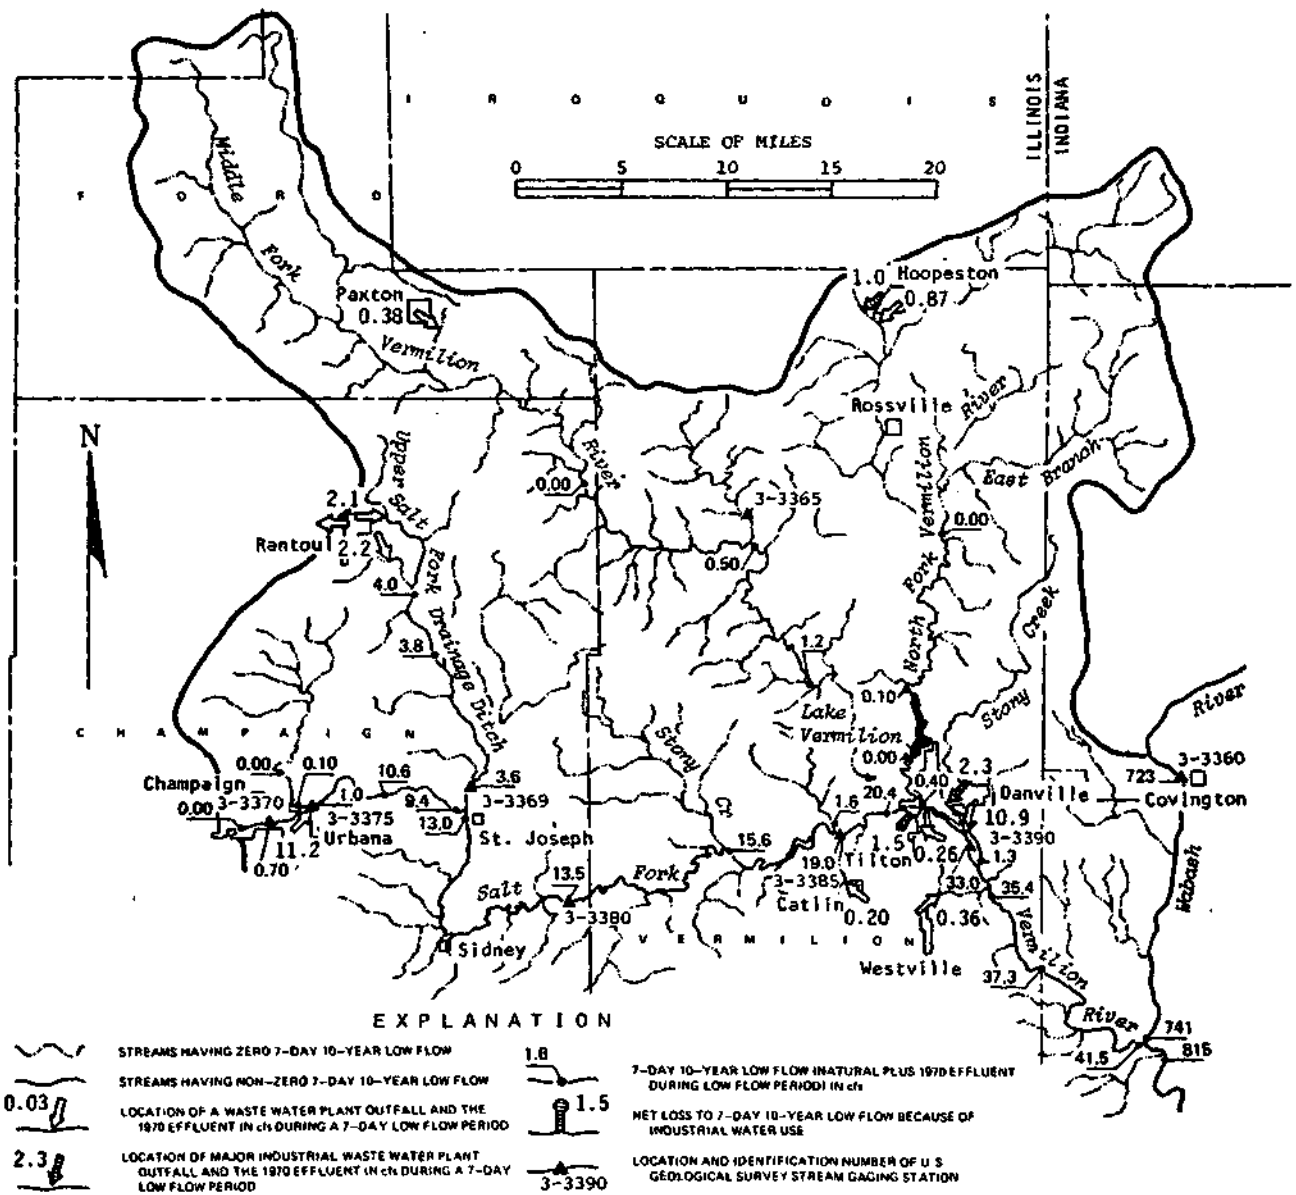 I R O Q U O I S
ILLINOIS
INDIANA
SCALE OF MILES
0 5 10 15 20
F O R D
Middle
Fork
Vermilion
River
Paxton
0.38
1.0
Hoopeston
0.87
Rossville
River
North Fork Vermilion
East Branch
N
Upper Salt
Fork Drainage Ditch
2.1
Rantoul
2.2
4.0
3.8
0.00
3-3365
0.50
0.00
1.2
0.10
Lake
Vermilion
0.00
Stony
Creek
River
C H A M P A I G N
Stony
Cr
Champaign
0.00
0.10
10.6
3.6
3-3369
0.00
3-3370
1.0
3-3375
Urbana
9.4
13.0
St. Joseph
11.2
0.70
1.6
20.4
0.40
2.3
Danville
10.9
3-3390
723
3-3360
Covington
15.6
19.0
3-3385
1.5
Tilton
0.26
1.3
33.0
35.4
Catlin
0.20
0.36
Westville
13.5
Salt
Fork
3-3380
Sidney
V E R M I L I O N
Vermilion
River
Wabash
37.3
741
41.5
815
EXPLANATION
STREAMS HAVING ZERO 7-DAY 10-YEAR LOW FLOW
STREAMS HAVING NON-ZERO 7-DAY 10-YEAR LOW FLOW
0.03
LOCATION OF A WASTE WATER PLANT OUTFALL AND THE
1970 EFFLUENT IN cfs DURING A 7-DAY LOW FLOW PERIOD
2.3
LOCATION OF MAJOR INDUSTRIAL WASTE WATER PLANT
OUTFALL AND THE 1970 EFFLUENT IN cfs DURING A 7-DAY
LOW FLOW PERIOD
1.8
7-DAY 10-YEAR LOW FLOW (NATURAL PLUS 1970 EFFLUENT
DURING LOW FLOW PERIOD) IN cfs
1.5
NET LOSS TO 7-DAY 10-YEAR LOW FLOW BECAUSE OF
INDUSTRIAL WATER USE
3-3390
LOCATION AND IDENTIFICATION NUMBER OF U S
GEOLOGICAL SURVEY STREAM GAGING STATION